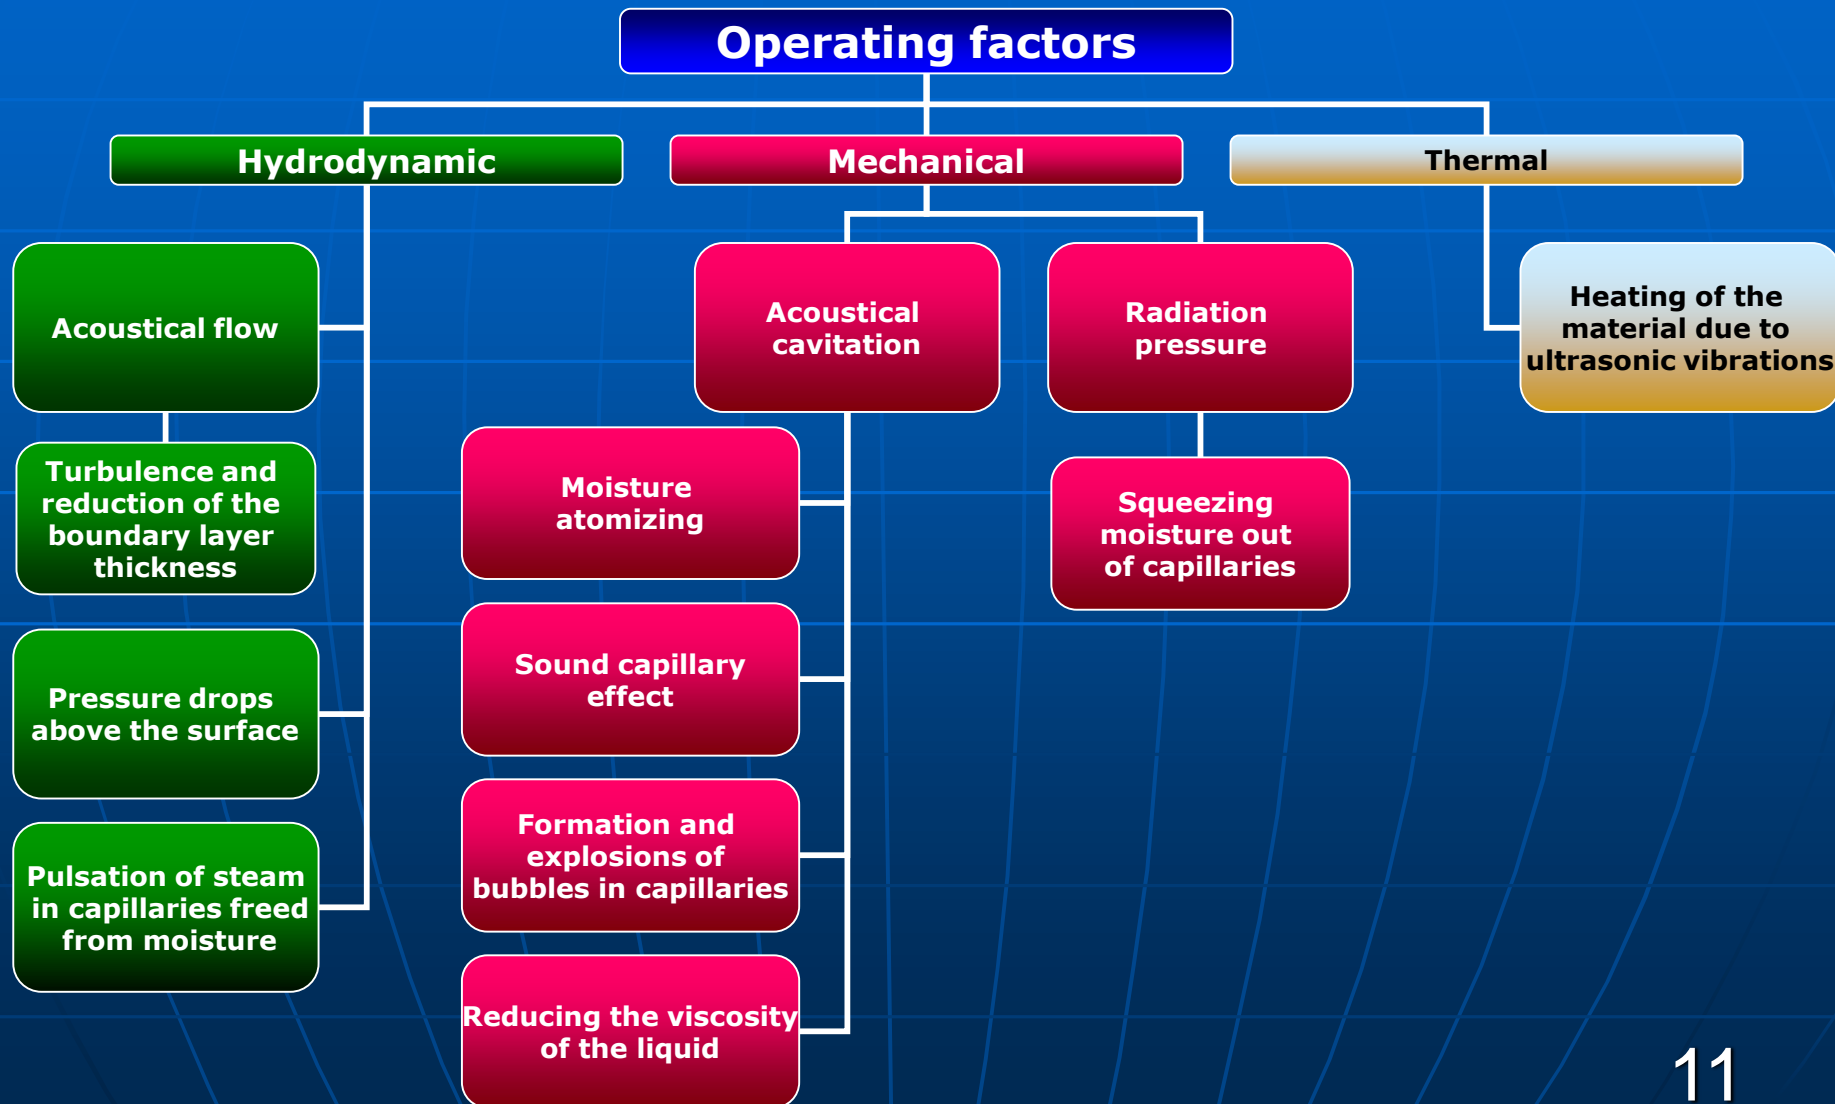 Operating factors
Hydrodynamic
Mechanical
Thermal
Acoustical flow
Turbulence and
reduction of the
boundary layer
thickness
Pressure drops
above the surface
Pulsation of steam
in capillaries freed
from moisture
Acoustical
cavitation
Moisture
atomizing
Sound capillary
effect
Formation and
explosions of
bubbles in capillaries
Reducing the viscosity
of the liquid
Radiation
pressure
Squeezing
moisture out
of capillaries
Heating of the
material due to
ultrasonic vibrations
11